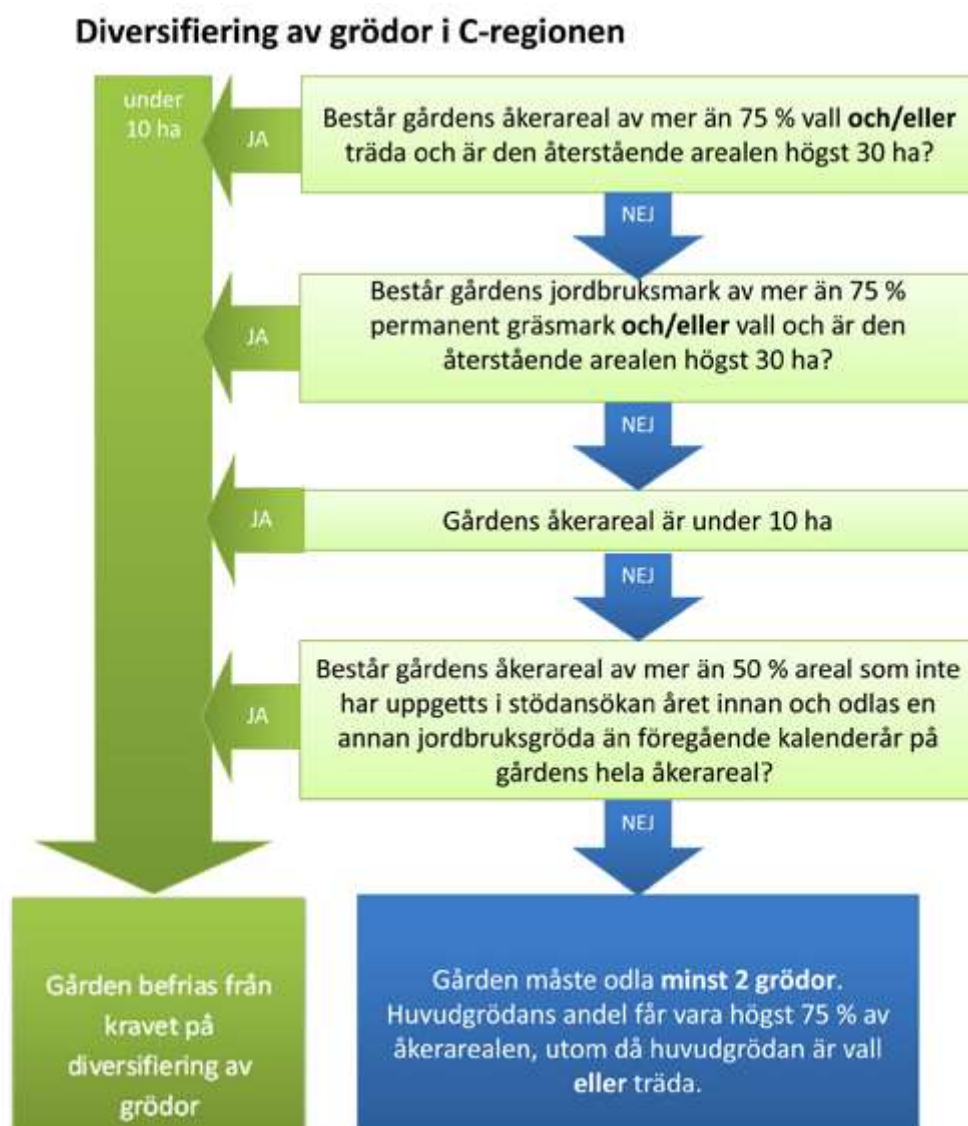 Diversifiering av grödor i C-regionen
under
10 ha
JA
Består gårdens åkerareal av mer än 75 % vall och/eller
träda och är den återstående arealen högst 30 ha?
NEJ
JA
Består gårdens jordbruksmark av mer än 75 %
permanent gräsmark och/eller vall och är den
återstående arealen högst 30 ha?
NEJ
JA
Gårdens åkerareal är under 10 ha
NEJ
JA
Består gårdens åkerareal av mer än 50 % areal som inte
har uppgetts i stödansökan året innan och odlas en
annan jordbruksgröda än föregående kalenderår på
gårdens hela åkerareal?
NEJ
Gården befrias från
kravet på
diversifiering av
grödor
Gården måste odla minst 2 grödor.
Huvudgrödans andel får vara högst 75 % av
åkerarealen, utom då huvudgrödan är vall
eller träda.